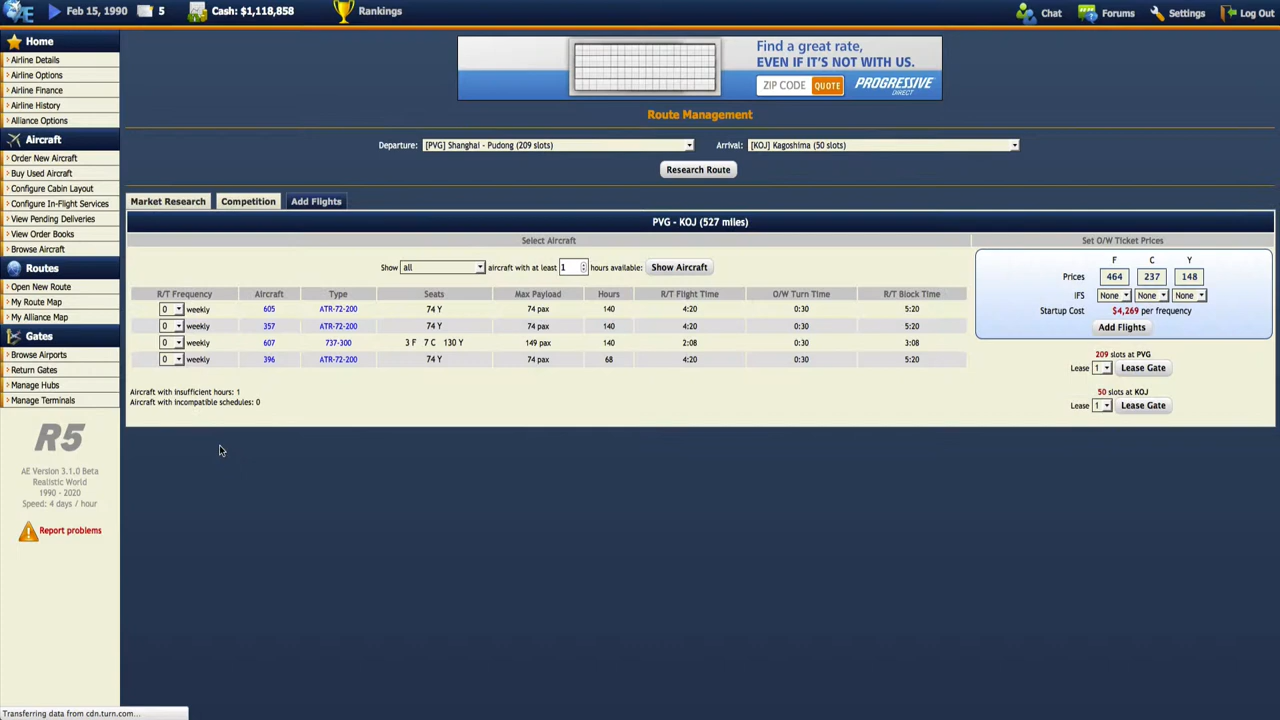 AE Feb 15, 1990 5 Cash: $1,118,858 Rankings Chat Forums Settings Log Out
Home
Airline Details
Airline Options
Airline Finance
Airline History
Alliance Options
Aircraft
Order New Aircraft
Buy Used Aircraft
Configure Cabin Layout
Configure In-Flight Services
View Pending Deliveries
View Order Books
Browse Aircraft
Routes
Open New Route
My Route Map
My Alliance Map
Gates
Browse Airports
Return Gates
Manage Hubs
Manage Terminals
R5
AE Version 3.1.0 Beta
Realistic World
1990 - 2020
Speed: 4 days / hour
Report problems
Find a great rate,
EVEN IF IT'S NOT WITH US.
ZIP CODE QUOTE PROGRESSIVE
DIRECT
Route Management
Departure: [PVG] Shanghai - Pudong (209 slots) Arrival: [KOJ] Kagoshima (50 slots)
Research Route
Market Research Competition Add Flights
PVG - KOJ (527 miles)
Select Aircraft
Show all aircraft with at least 1 hours available: Show Aircraft
R/T Frequency Aircraft Type Seats Max Payload Hours R/T Flight Time O/W Turn Time R/T Block Time
0 weekly 605 ATR-72-200 74 Y 74 pax 140 4:20 0:30 5:20
0 weekly 357 ATR-72-200 74 Y 74 pax 140 4:20 0:30 5:20
0 weekly 607 737-300 3 F 7 C 130 Y 149 pax 140 2:08 0:30 3:08
0 weekly 396 ATR-72-200 74 Y 74 pax 68 4:20 0:30 5:20
Aircraft with insufficient hours: 1
Aircraft with incompatible schedules: 0
Set O/W Ticket Prices
F C Y
Prices 464 237 148
IFS None None None
Startup Cost $4,269 per frequency
Add Flights
209 slots at PVG
Lease 1 Lease Gate
50 slots at KOJ
Lease 1 Lease Gate
Transferring data from cdn.turn.com...